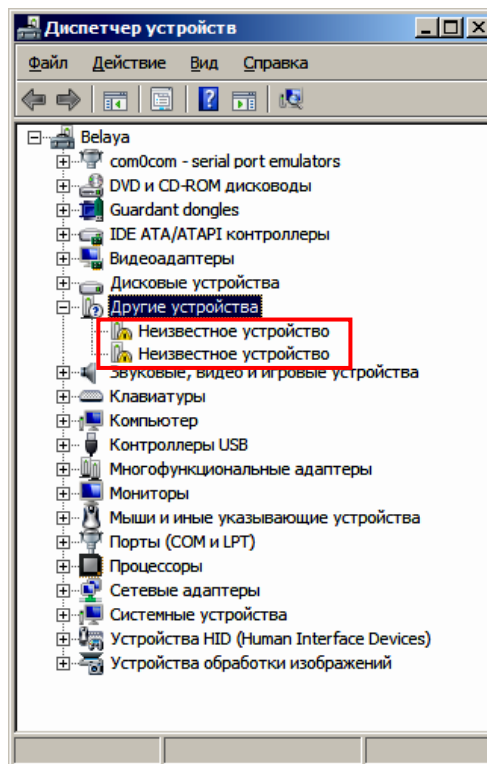 Диспетчер устройств
Файл Действие Вид Справка
Belaya
com0com - serial port emulators
DVD и CD-ROM дисководы
Guardant dongles
IDE ATA/ATAPI контроллеры
Видеоадаптеры
Дисковые устройства
Другие устройства
Неизвестное устройство
Неизвестное устройство
Звуковые, видео и игровые устройства
Клавиатуры
Компьютер
Контроллеры USB
Многофункциональные адаптеры
Мониторы
Мыши и иные указывающие устройства
Порты (COM и LPT)
Процессоры
Сетевые адаптеры
Системные устройства
Устройства HID (Human Interface Devices)
Устройства обработки изображений